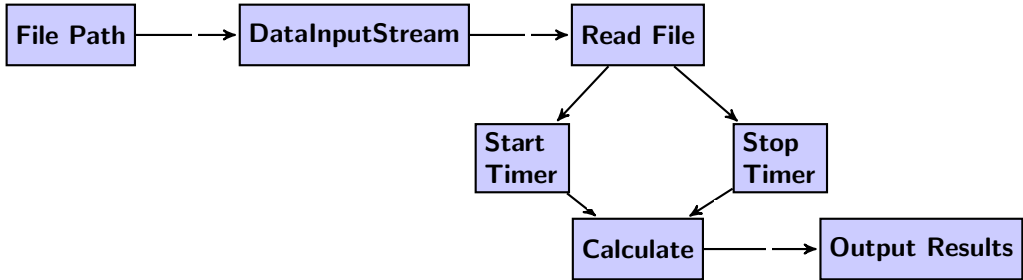 File Path
DataInputStream
Read File
Start
Timer
Stop
Timer
Calculate
Output Results